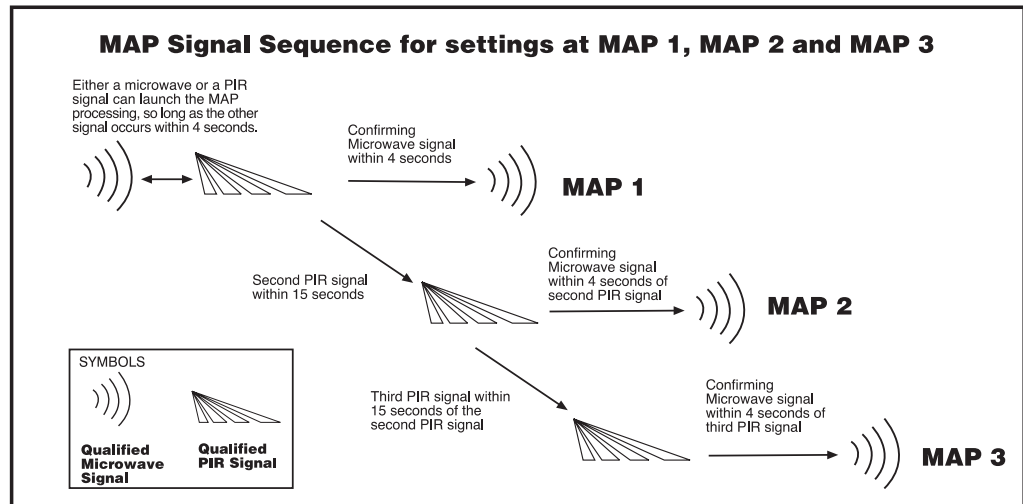 MAP Signal Sequence for settings at MAP 1, MAP 2 and MAP 3
Either a microwave or a PIR
signal can launch the MAP
processing, so long as the other
signal occurs within 4 seconds.
Confirming
Microwave signal
within 4 seconds
MAP 1
Second PIR signal
within 15 seconds
Confirming
Microwave signal
within 4 seconds of
second PIR signal
MAP 2
Third PIR signal within
15 seconds of the
second PIR signal
Confirming
Microwave signal
within 4 seconds of
third PIR signal
MAP 3
SYMBOLS
Qualified
Microwave
Signal
Qualified
PIR Signal